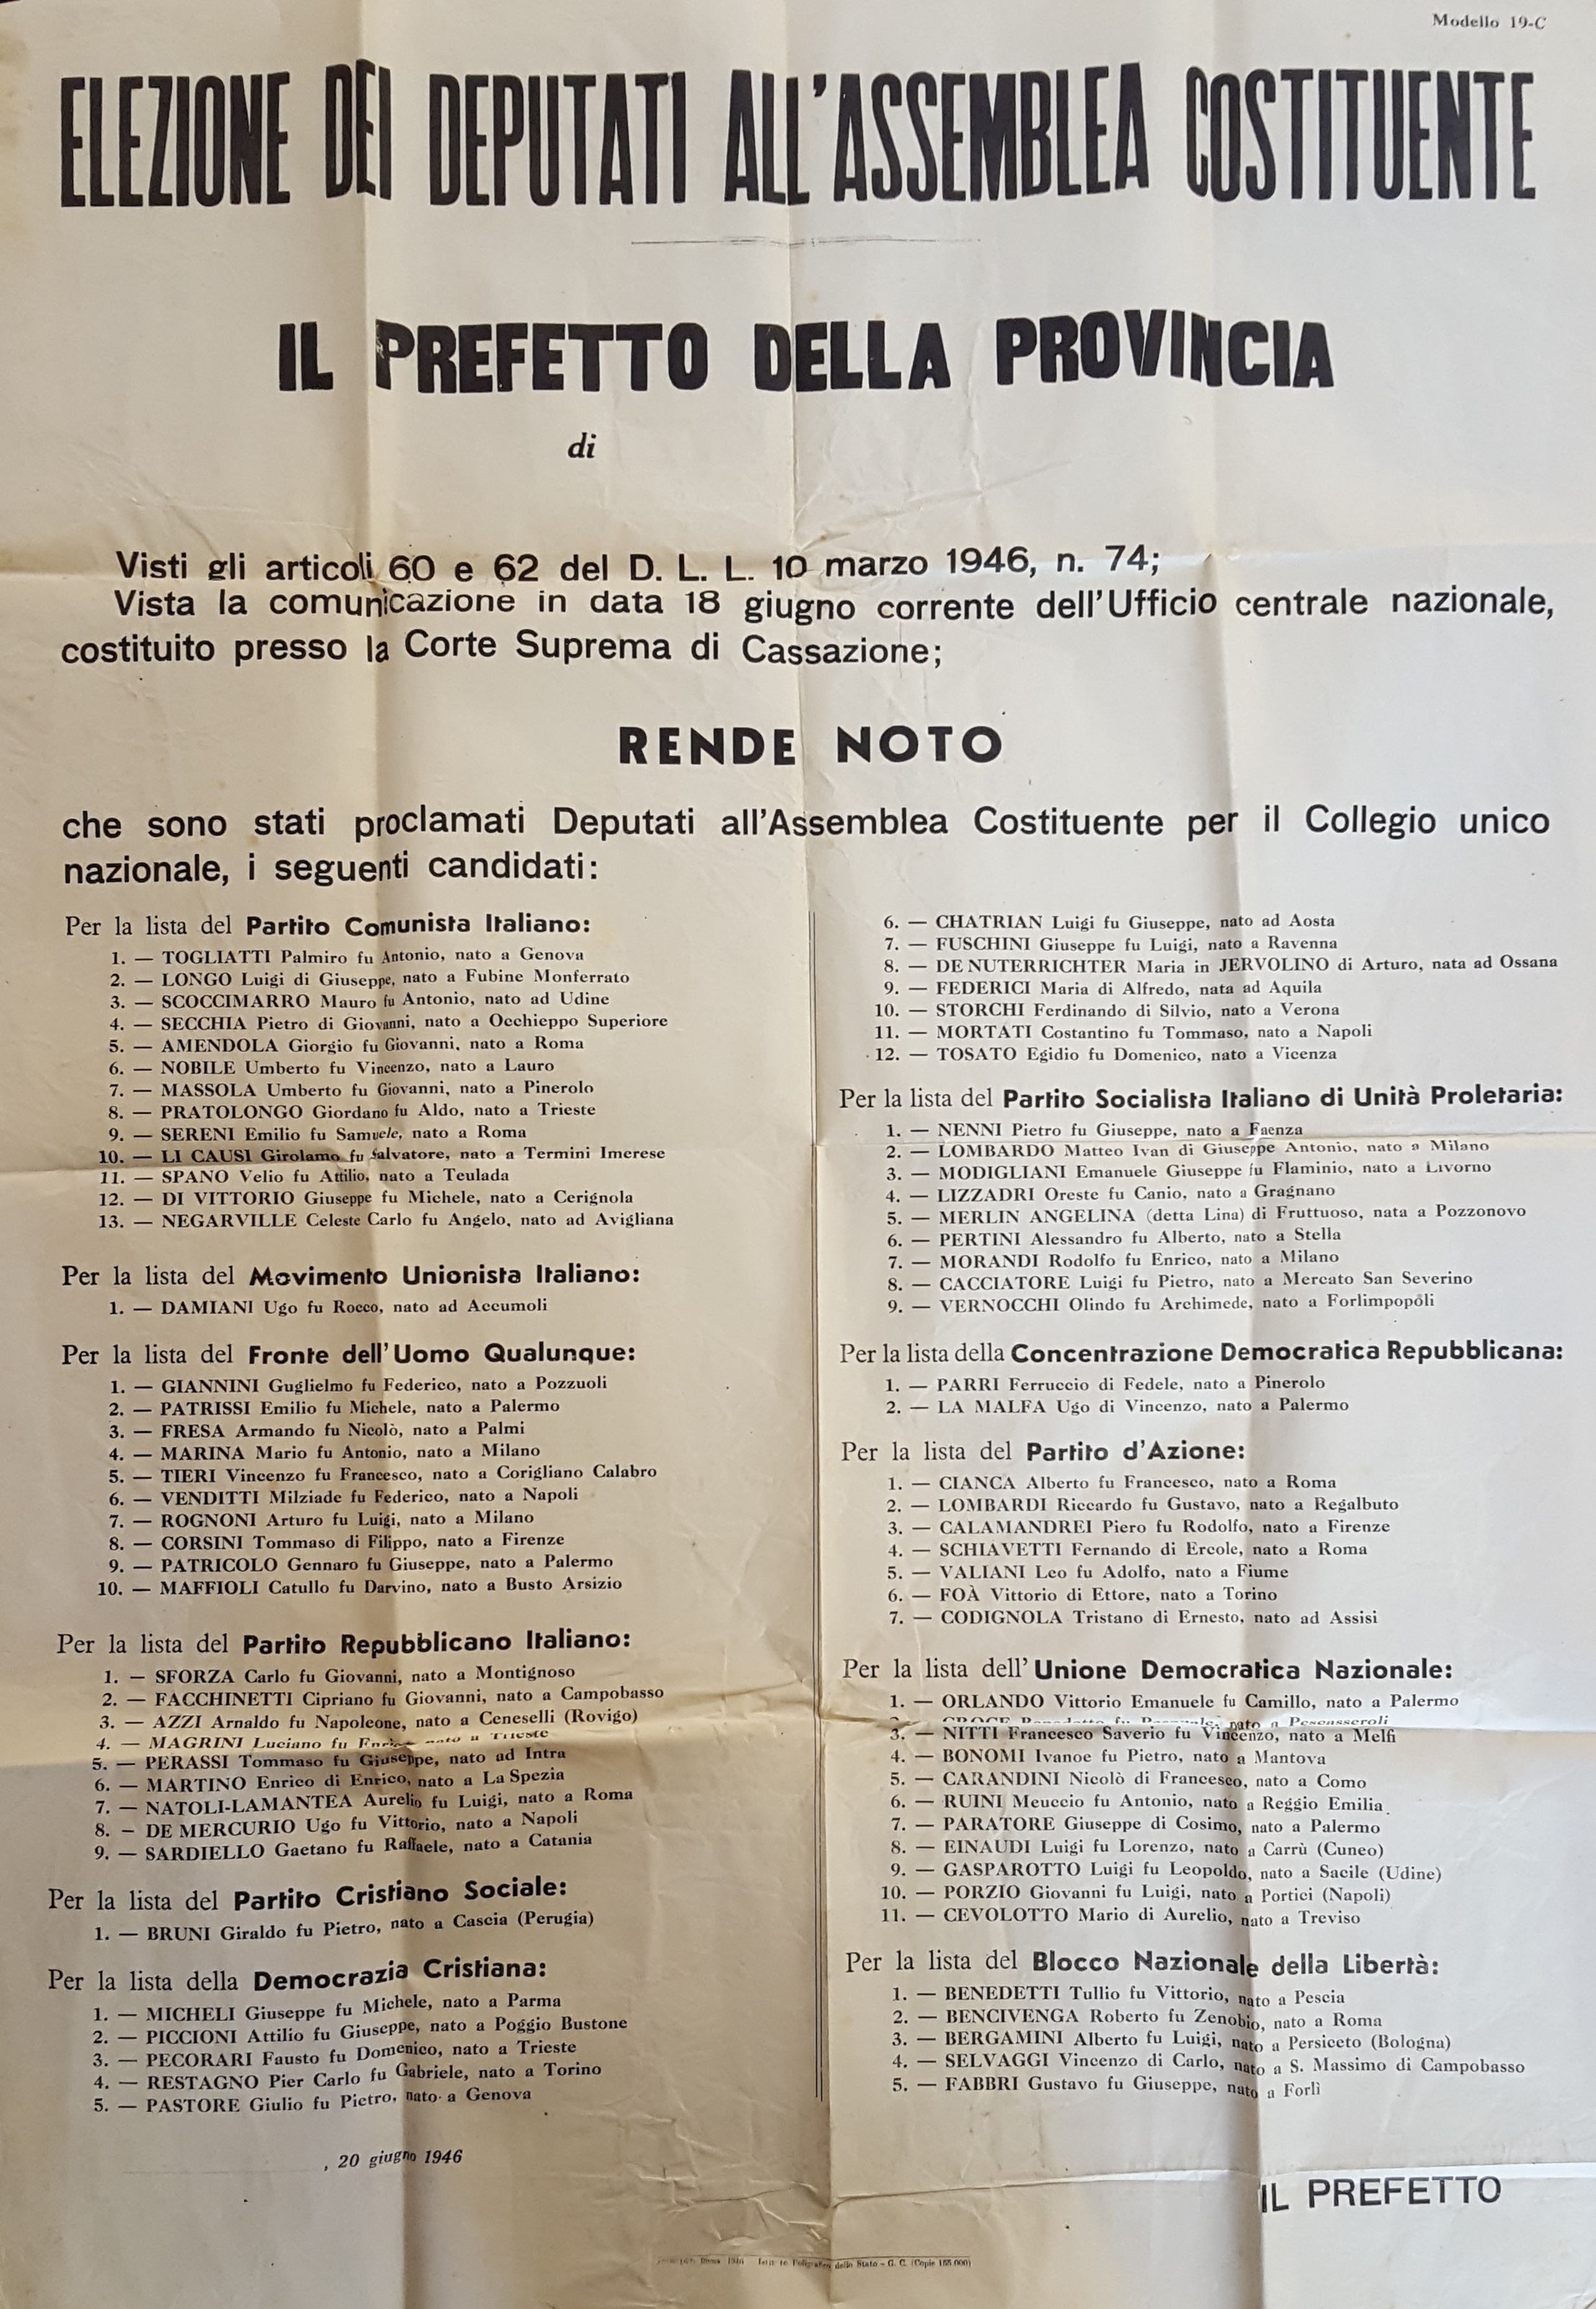 Modello 19-C
ELEZIONE DEI DEPUTATI ALL'ASSEMBLEA COSTITUENTE
IL PREFETTO DELLA PROVINCIA
di
Visti gli articoli 60 e 62 del D. L. L. 10 marzo 1946, n. 74;
Vista la comunicazione in data 18 giugno corrente dell'Ufficio centrale nazionale,
costituito presso la Corte Suprema di Cassazione;
RENDE NOTO
che sono stati proclamati Deputati all'Assemblea Costituente per il Collegio unico
nazionale, i seguenti candidati:
Per la lista del Partito Comunista Italiano:
1. — TOGLIATTI Palmiro fu Antonio, nato a Genova
2. — LONGO Luigi di Giuseppe, nato a Fubine Monferrato
3. — SCOCCIMARRO Mauro fu Antonio, nato ad Udine
4. — SECCHIA Pietro di Giovanni, nato a Occhieppo Superiore
5. — AMENDOLA Giorgio fu Giovanni, nato a Roma
6. — NOBILE Umberto fu Vincenzo, nato a Lauro
7. — MASSOLA Umberto fu Giovanni, nato a Pinerolo
8. — PRATOLONGO Giordano fu Aldo, nato a Trieste
9. — SERENI Emilio fu Samuele, nato a Roma
10. — LI CAUSI Girolamo fu Salvatore, nato a Termini Imerese
11. — SPANO Velio fu Attilio, nato a Teulada
12. — DI VITTORIO Giuseppe fu Michele, nato a Cerignola
13. — NEGARVILLE Celeste Carlo fu Angelo, nato ad Avigliana
Per la lista del Movimento Unionista Italiano:
1. — DAMIANI Ugo fu Rocco, nato ad Accumoli
Per la lista del Fronte dell'Uomo Qualunque:
1. — GIANNINI Guglielmo fu Federico, nato a Pozzuoli
2. — PATRISSI Emilio fu Michele, nato a Palermo
3. — FRESA Armando fu Nicolò, nato a Palmi
4. — MARINA Mario fu Antonio, nato a Milano
5. — TIERI Vincenzo fu Francesco, nato a Corigliano Calabro
6. — VENDITTI Milziade fu Federico, nato a Napoli
7. — ROGNONI Arturo fu Luigi, nato a Milano
8. — CORSINI Tommaso di Filippo, nato a Firenze
9. — PATRICOLO Gennaro fu Giuseppe, nato a Palermo
10. — MAFFIOLI Catullo fu Darvino, nato a Busto Arsizio
Per la lista del Partito Repubblicano Italiano:
1. — SFORZA Carlo fu Giovanni, nato a Montignoso
2. — FACCHINETTI Cipriano fu Giovanni, nato a Campobasso
3. — AZZI Arnaldo fu Napoleone, nato a Ceneselli (Rovigo)
4. — MAGRINI Luciano fu nato a Trieste
5. — PERASSI Tommaso fu Giuseppe, nato ad Intra
6. — MARTINO Enrico di Enrico, nato a La Spezia
7. — NATOLI-LAMANTEA Aurelio fu Luigi, nato a Roma
8. — DE MERCURIO Ugo fu Vittorio, nato a Napoli
9. — SARDIELLO Gaetano fu Raffaele, nato a Catania
Per la lista del Partito Cristiano Sociale:
1. — BRUNI Giraldo fu Pietro, nato a Cascia (Perugia)
Per la lista della Democrazia Cristiana:
1. — MICHELI Giuseppe fu Michele, nato a Parma
2. — PICCIONI Attilio fu Giuseppe, nato a Poggio Bustone
3. — PECORARI Fausto fu Domenico, nato a Trieste
4. — RESTAGNO Pier Carlo fu Gabriele, nato a Torino
5. — PASTORE Giulio fu Pietro, nato a Genova
6. — CHATRIAN Luigi fu Giuseppe, nato ad Aosta
7. — FUSCHINI Giuseppe fu Luigi, nato a Ravenna
8. — DE NUTERRICHTER Maria in JERVOLINO di Arturo, nata ad Ossana
9. — FEDERICI Maria di Alfredo, nata ad Aquila
10. — STORCHI Ferdinando di Silvio, nato a Verona
11. — MORTATI Costantino fu Tommaso, nato a Napoli
12. — TOSATO Egidio fu Domenico, nato a Vicenza
Per la lista del Partito Socialista Italiano di Unità Proletaria:
1. — NENNI Pietro fu Giuseppe, nato a Faenza
2. — LOMBARDO Matteo Ivan di Giuseppe Antonio, nato a Milano
3. — MODIGLIANI Emanuele Giuseppe fu Flaminio, nato a Livorno
4. — LIZZADRI Oreste fu Canio, nato a Gragnano
5. — MERLIN ANGELINA (detta Lina) di Fruttuoso, nata a Pozzonovo
6. — PERTINI Alessandro fu Alberto, nato a Stella
7. — MORANDI Rodolfo fu Enrico, nato a Milano
8. — CACCIATORE Luigi fu Pietro, nato a Mercato San Severino
9. — VERNOCCHI Olindo fu Archimede, nato a Forlimpopoli
Per la lista della Concentrazione Democratica Repubblicana:
1. — PARRI Ferruccio di Fedele, nato a Pinerolo
2. — LA MALFA Ugo di Vincenzo, nato a Palermo
Per la lista del Partito d'Azione:
1. — CIANCA Alberto fu Francesco, nato a Roma
2. — LOMBARDI Riccardo fu Gustavo, nato a Regalbuto
3. — CALAMANDREI Piero fu Rodolfo, nato a Firenze
4. — SCHIAVETTI Fernando di Ercole, nato a Roma
5. — VALIANI Leo fu Adolfo, nato a Fiume
6. — FOÀ Vittorio di Ettore, nato a Torino
7. — CODIGNOLA Tristano di Ernesto, nato ad Assisi
Per la lista dell'Unione Democratica Nazionale:
1. — ORLANDO Vittorio Emanuele fu Camillo, nato a Palermo
CROCE Benedetto fu Pasquale, nato a Pescasseroli
3. — NITTI Francesco Saverio fu Vincenzo, nato a Melfi
4. — BONOMI Ivanoe fu Pietro, nato a Mantova
5. — CARANDINI Nicolò di Francesco, nato a Como
6. — RUINI Meuccio fu Antonio, nato a Reggio Emilia
7. — PARATORE Giuseppe di Cosimo, nato a Palermo
8. — EINAUDI Luigi fu Lorenzo, nato a Carrù (Cuneo)
9. — GASPAROTTO Luigi fu Leopoldo, nato a Sacile (Udine)
10. — PORZIO Giovanni fu Luigi, nato a Portici (Napoli)
11. — CEVOLOTTO Mario di Aurelio, nato a Treviso
Per la lista del Blocco Nazionale della Libertà:
1. — BENEDETTI Tullio fu Vittorio, nato a Pescia
2. — BENCIVENGA Roberto fu Zenobio, nato a Roma
3. — BERGAMINI Alberto fu Luigi, nato a Persiceto (Bologna)
4. — SELVAGGI Vincenzo di Carlo, nato a S. Massimo di Campobasso
5. — FABBRI Gustavo fu Giuseppe, nato a Forlì
, 20 giugno 1946
IL PREFETTO
Roma 1946 Istituto Poligrafico dello Stato - G. C. (Copie 155.000)